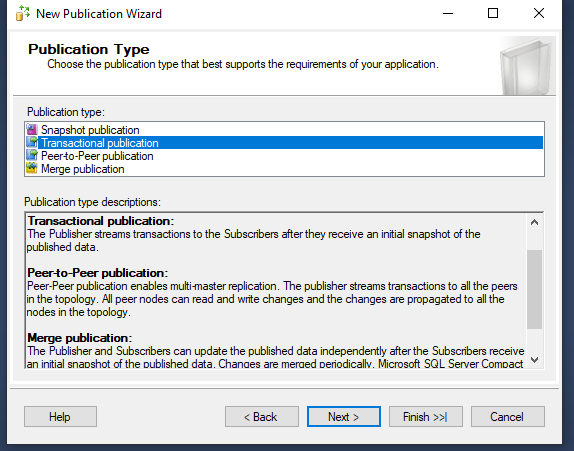 New Publication Wizard
Publication Type
Choose the publication type that best supports the requirements of your application.
Publication type:
Snapshot publication
Transactional publication
Peer-to-Peer publication
Merge publication
Publication type descriptions:
Transactional publication:
The Publisher streams transactions to the Subscribers after they receive an initial snapshot of the
published data.
Peer-to-Peer publication:
Peer-Peer publication enables multi-master replication. The publisher streams transactions to all the peers
in the topology. All peer nodes can read and write changes and the changes are propagated to all the
nodes in the topology.
Merge publication:
The Publisher and Subscribers can update the published data independently after the Subscribers receive
an initial snapshot of the published data. Changes are merged periodically. Microsoft SQL Server Compact
Help
< Back
Next >
Finish >>|
Cancel